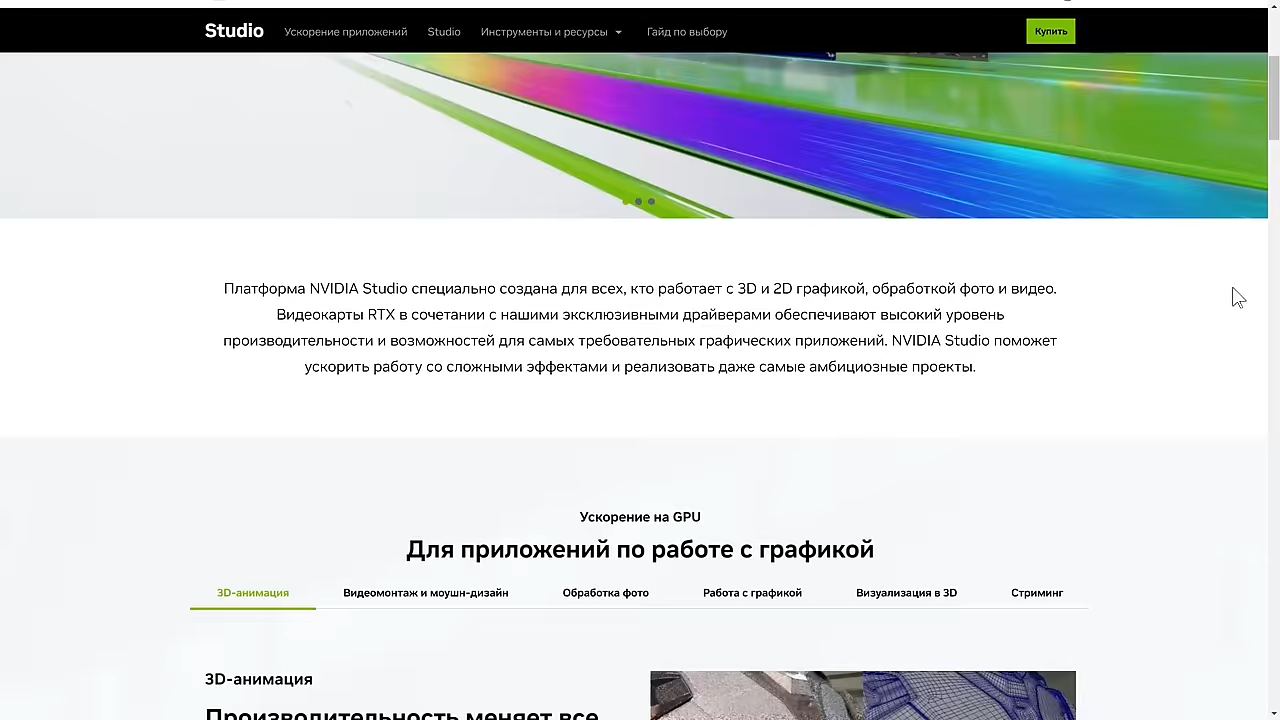 Studio
Ускорение приложений
Studio
Инструменты и ресурсы
Гайд по выбору
Купить
Платформа NVIDIA Studio специально создана для всех, кто работает с 3D и 2D графикой, обработкой фото и видео.
Видеокарты RTX в сочетании с нашими эксклюзивными драйверами обеспечивают высокий уровень
производительности и возможностей для самых требовательных графических приложений. NVIDIA Studio поможет
ускорить работу со сложными эффектами и реализовать даже самые амбициозные проекты.
Ускорение на GPU
Для приложений по работе с графикой
3D-анимация
Видеомонтаж и моушн-дизайн
Обработка фото
Работа с графикой
Визуализация в 3D
Стриминг
3D-анимация
Производительность меняет все